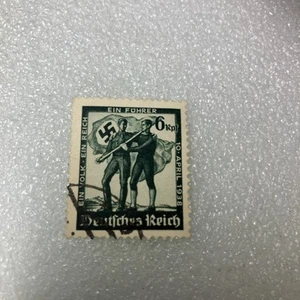 EIN VOLK · EIN REICH
EIN FÜHRER
10. APRIL 1938
6 Rpf
Deutsches Reich